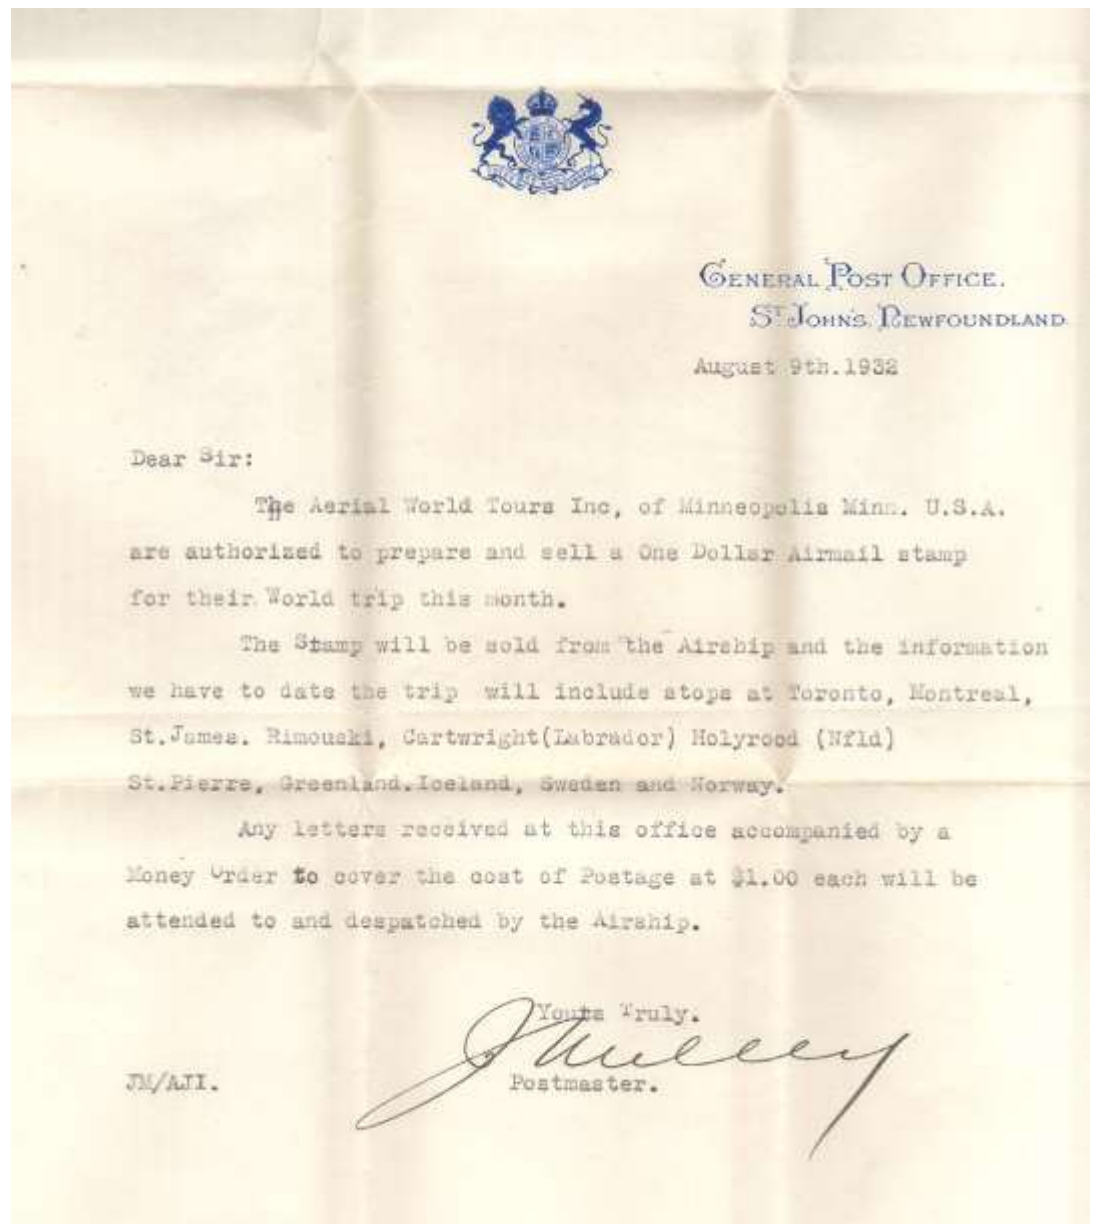 GENERAL POST OFFICE.
ST JOHN'S, NEWFOUNDLAND.
August 9th.1932
Dear Sir:
The Aerial World Tours Inc, of Minneopolis Minn. U.S.A.
are authorized to prepare and sell a One Dollar Airmail stamp
for their World trip this month.
The Stamp will be sold from the Airship and the information
we have to date the trip will include stops at Toronto, Montreal,
St.James. Rimouski, Cartwright(Labrador) Holyrood (Nfld)
St.Pierre, Greenland.Iceland, Sweden and Norway.
Any letters received at this office accompanied by a
Money Order to cover the cost of Postage at $1.00 each will be
attended to and despatched by the Airship.
Youts Truly.
JM/AJI.
Postmaster.